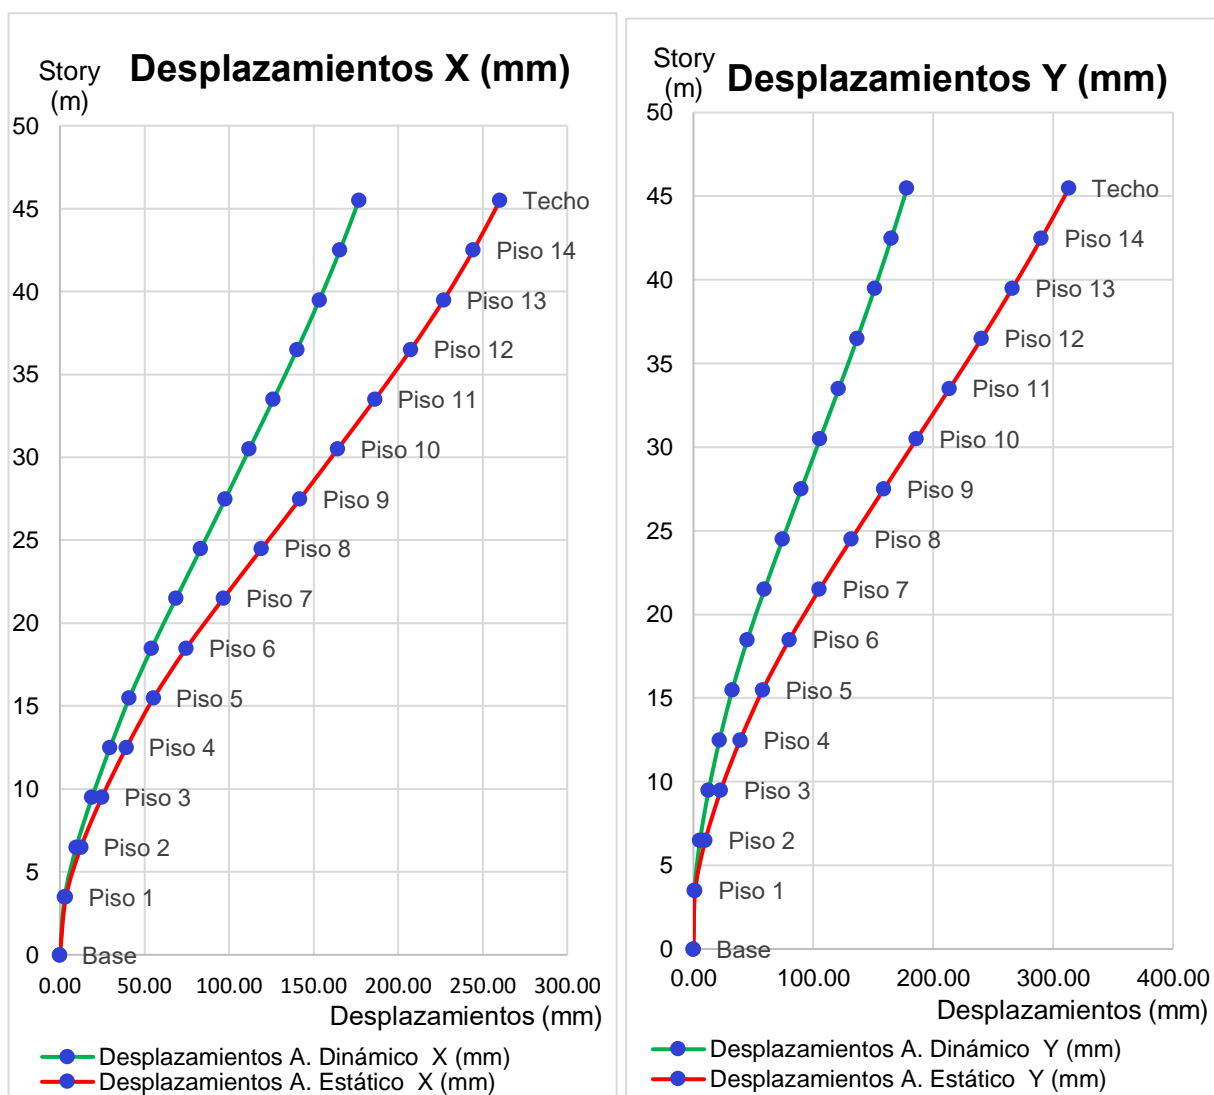 Story
(m)
Desplazamientos X (mm)
50
45
40
35
30
25
20
15
10
5
0
Techo
Piso 14
Piso 13
Piso 12
Piso 11
Piso 10
Piso 9
Piso 8
Piso 7
Piso 6
Piso 5
Piso 4
Piso 3
Piso 2
Piso 1
Base
0.00 50.00 100.00 150.00 200.00 250.00 300.00
Desplazamientos (mm)
Desplazamientos A. Dinámico X (mm)
Desplazamientos A. Estático X (mm)
Story
(m)
Desplazamientos Y (mm)
50
45
40
35
30
25
20
15
10
5
0
Techo
Piso 14
Piso 13
Piso 12
Piso 11
Piso 10
Piso 9
Piso 8
Piso 7
Piso 6
Piso 5
Piso 4
Piso 3
Piso 2
Piso 1
Base
0.00 100.00 200.00 300.00 400.00
Desplazamientos (mm)
Desplazamientos A. Dinámico Y (mm)
Desplazamientos A. Estático Y (mm)